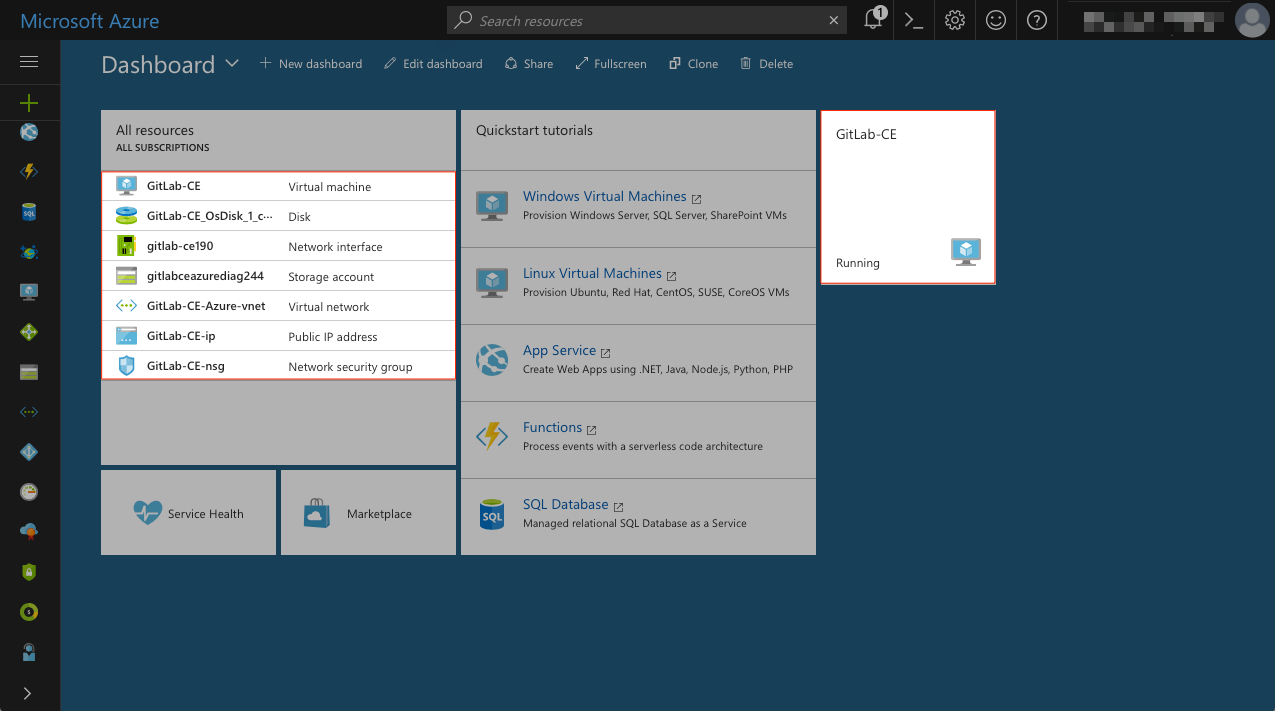 Microsoft Azure
Search resources
1
Dashboard
New dashboard
Edit dashboard
Share
Fullscreen
Clone
Delete
All resources
ALL SUBSCRIPTIONS
GitLab-CE Virtual machine
GitLab-CE_OsDisk_1_c··· Disk
gitlab-ce190 Network interface
gitlabceazurediag244 Storage account
GitLab-CE-Azure-vnet Virtual network
GitLab-CE-ip Public IP address
GitLab-CE-nsg Network security group
Service Health
Marketplace
Quickstart tutorials
Windows Virtual Machines
Provision Windows Server, SQL Server, SharePoint VMs
Linux Virtual Machines
Provision Ubuntu, Red Hat, CentOS, SUSE, CoreOS VMs
App Service
Create Web Apps using .NET, Java, Node.js, Python, PHP
Functions
Process events with a serverless code architecture
SQL
SQL Database
Managed relational SQL Database as a Service
GitLab-CE
Running